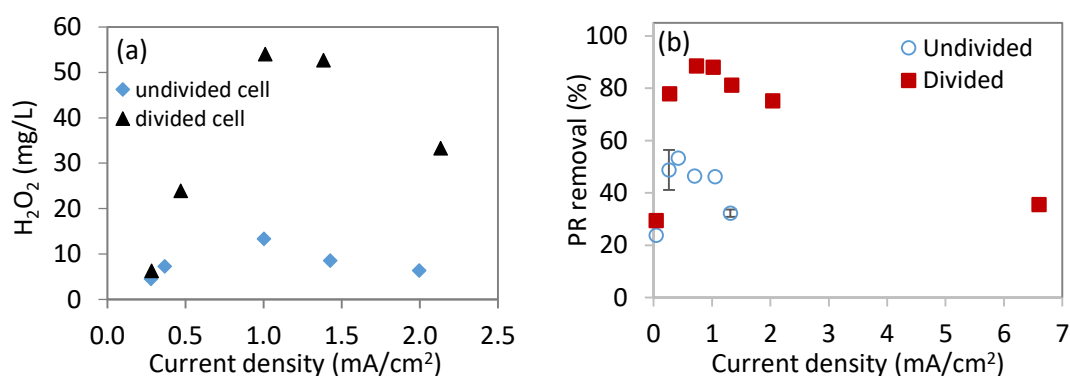 (a)
H₂O₂ (mg/L)
60
50
40
30
20
10
0
undivided cell
divided cell
0.0 0.5 1.0 1.5 2.0 2.5
Current density (mA/cm²)
(b)
PR removal (%)
100
80
60
40
20
0
Undivided
Divided
0 1 2 3 4 5 6 7
Current density (mA/cm²)